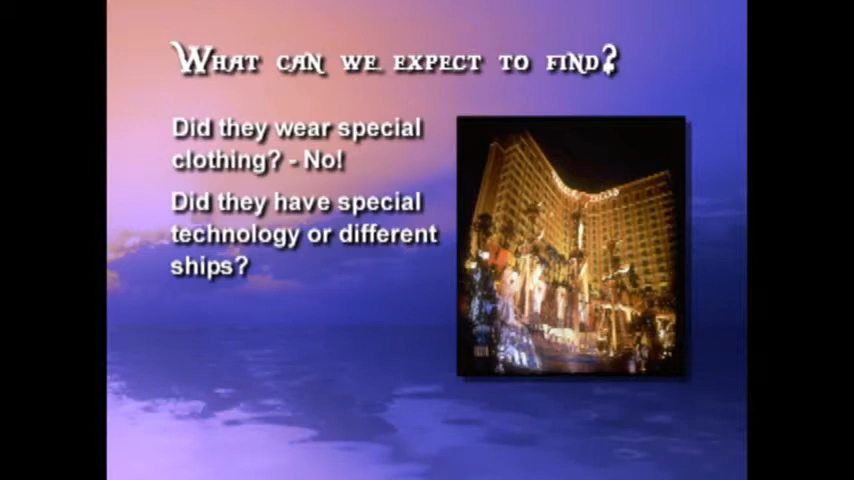 What can we expect to find?
Did they wear special
clothing? - No!
Did they have special
technology or different
ships?